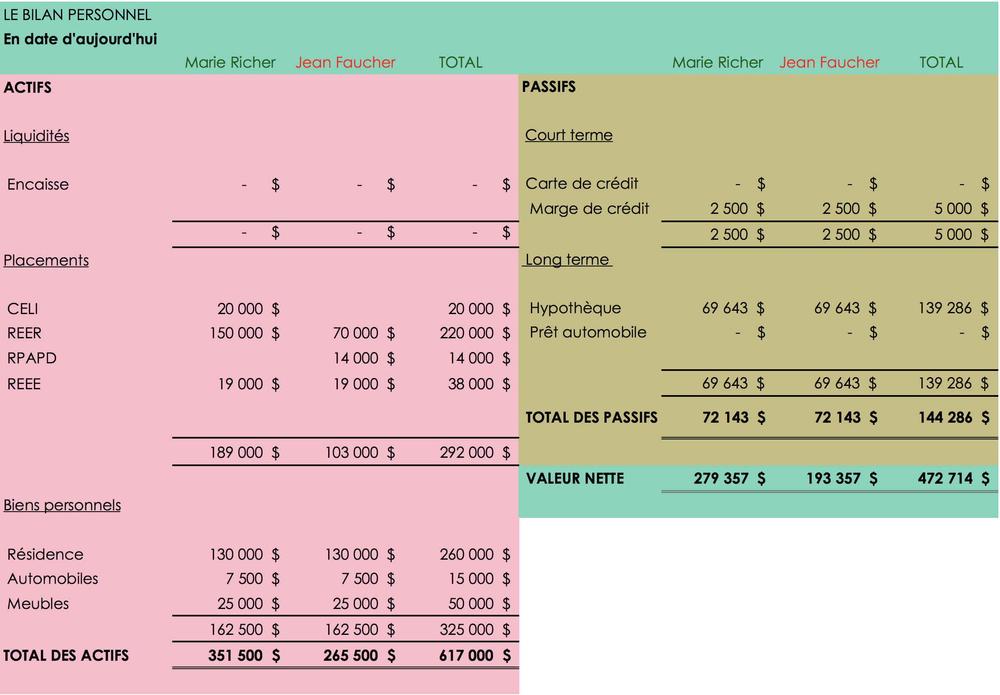 LE BILAN PERSONNEL
En date d'aujourd'hui
Marie Richer Jean Faucher TOTAL Marie Richer Jean Faucher TOTAL
ACTIFS PASSIFS
Liquidités Court terme
Encaisse - $ - $ - $ Carte de crédit - $ - $ - $
Marge de crédit 2 500 $ 2 500 $ 5 000 $
- $ - $ - $ 2 500 $ 2 500 $ 5 000 $
Placements Long terme
CELI 20 000 $ 20 000 $ Hypothèque 69 643 $ 69 643 $ 139 286 $
REER 150 000 $ 70 000 $ 220 000 $ Prêt automobile - $ - $ - $
RPAPD 14 000 $ 14 000 $
REEE 19 000 $ 19 000 $ 38 000 $ 69 643 $ 69 643 $ 139 286 $
TOTAL DES PASSIFS 72 143 $ 72 143 $ 144 286 $
189 000 $ 103 000 $ 292 000 $
VALEUR NETTE 279 357 $ 193 357 $ 472 714 $
Biens personnels
Résidence 130 000 $ 130 000 $ 260 000 $
Automobiles 7 500 $ 7 500 $ 15 000 $
Meubles 25 000 $ 25 000 $ 50 000 $
162 500 $ 162 500 $ 325 000 $
TOTAL DES ACTIFS 351 500 $ 265 500 $ 617 000 $